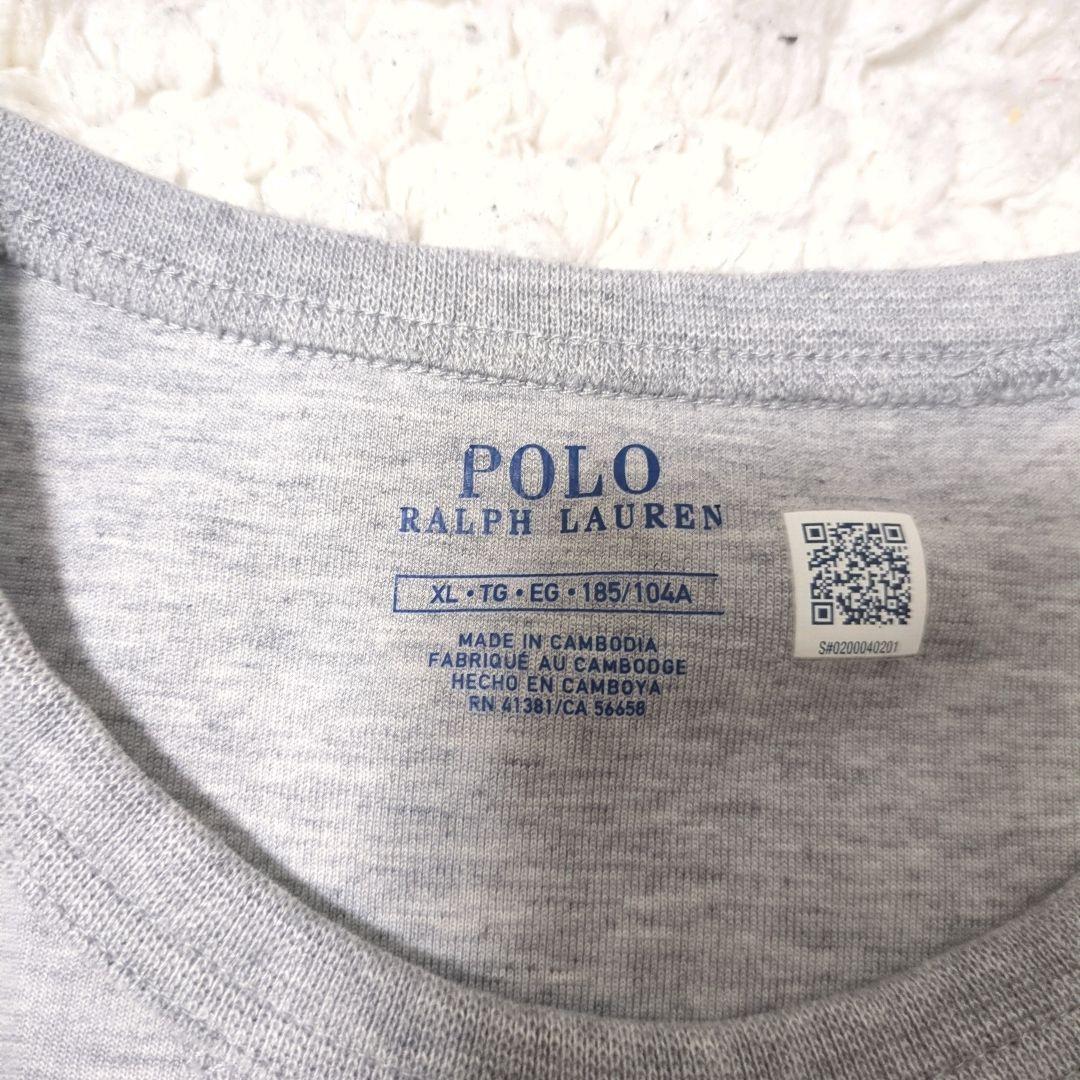 POLO
RALPH LAUREN
XL • TG • EG • 185/104A
MADE IN CAMBODIA
FABRIQUÉ AU CAMBODGE
HECHO EN CAMBOYA
RN 41381/CA 56658
S#0200040201